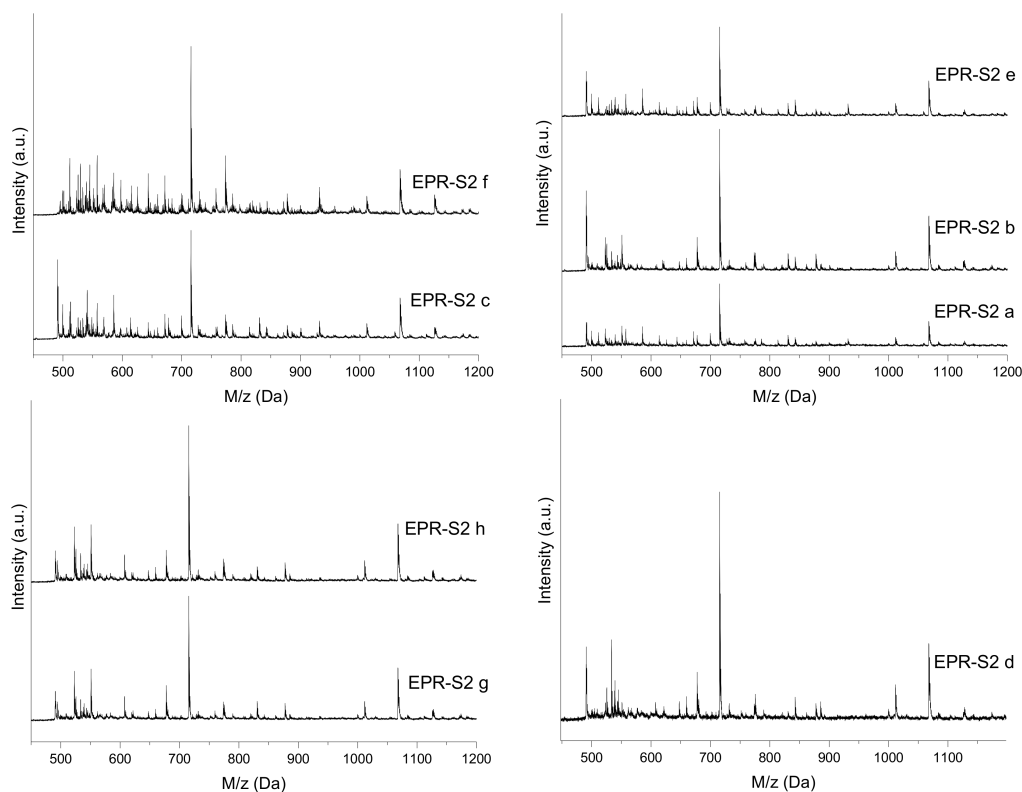 Intensity (a.u.)
EPR-S2 f
EPR-S2 c
500 600 700 800 900 1000 1100 1200
M/z (Da)
Intensity (a.u.)
EPR-S2 e
EPR-S2 b
EPR-S2 a
500 600 700 800 900 1000 1100 1200
M/z (Da)
Intensity (a.u.)
EPR-S2 h
EPR-S2 g
500 600 700 800 900 1000 1100 1200
M/z (Da)
Intensity (a.u.)
EPR-S2 d
500 600 700 800 900 1000 1100
M/z (Da)